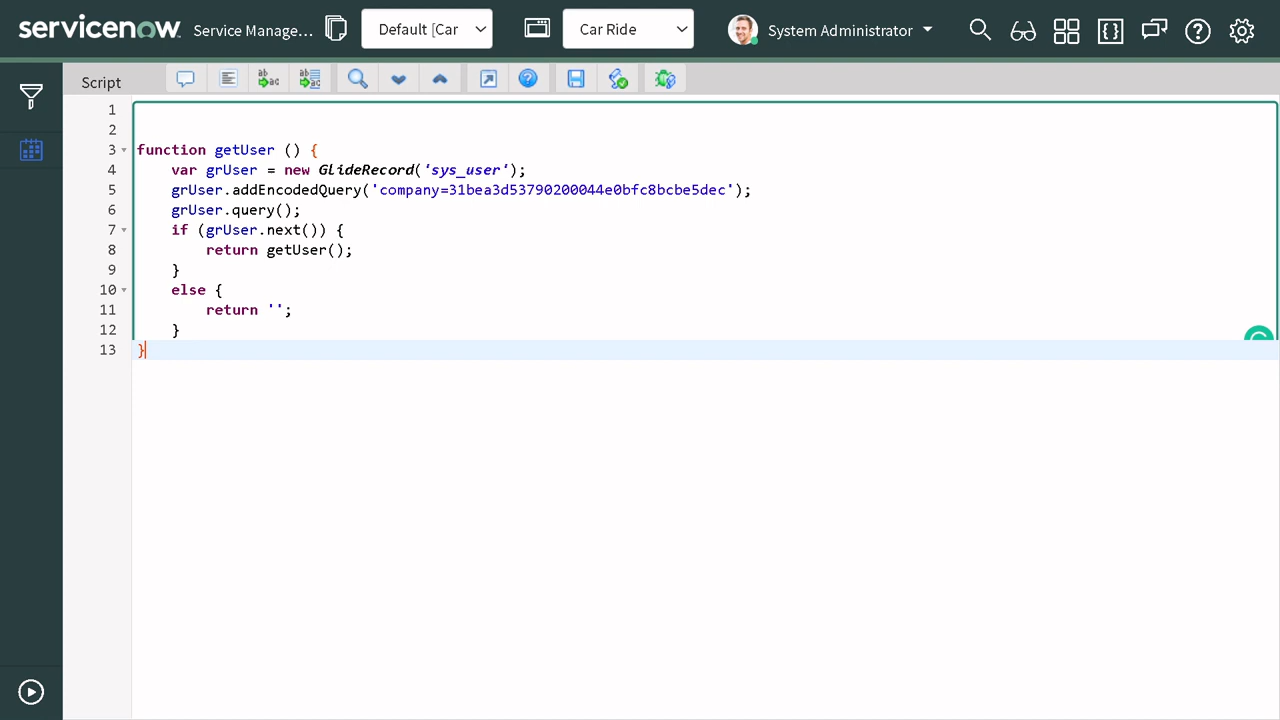 servicenow. Service Manage... Default [Car Car Ride System Administrator
Script
1
2
3 function getUser () {
4 var grUser = new GlideRecord('sys_user');
5 grUser.addEncodedQuery('company=31bea3d53790200044e0bfc8bcbe5dec');
6 grUser.query();
7 if (grUser.next()) {
8 return getUser();
9 }
10 else {
11 return '';
12 }
13 }